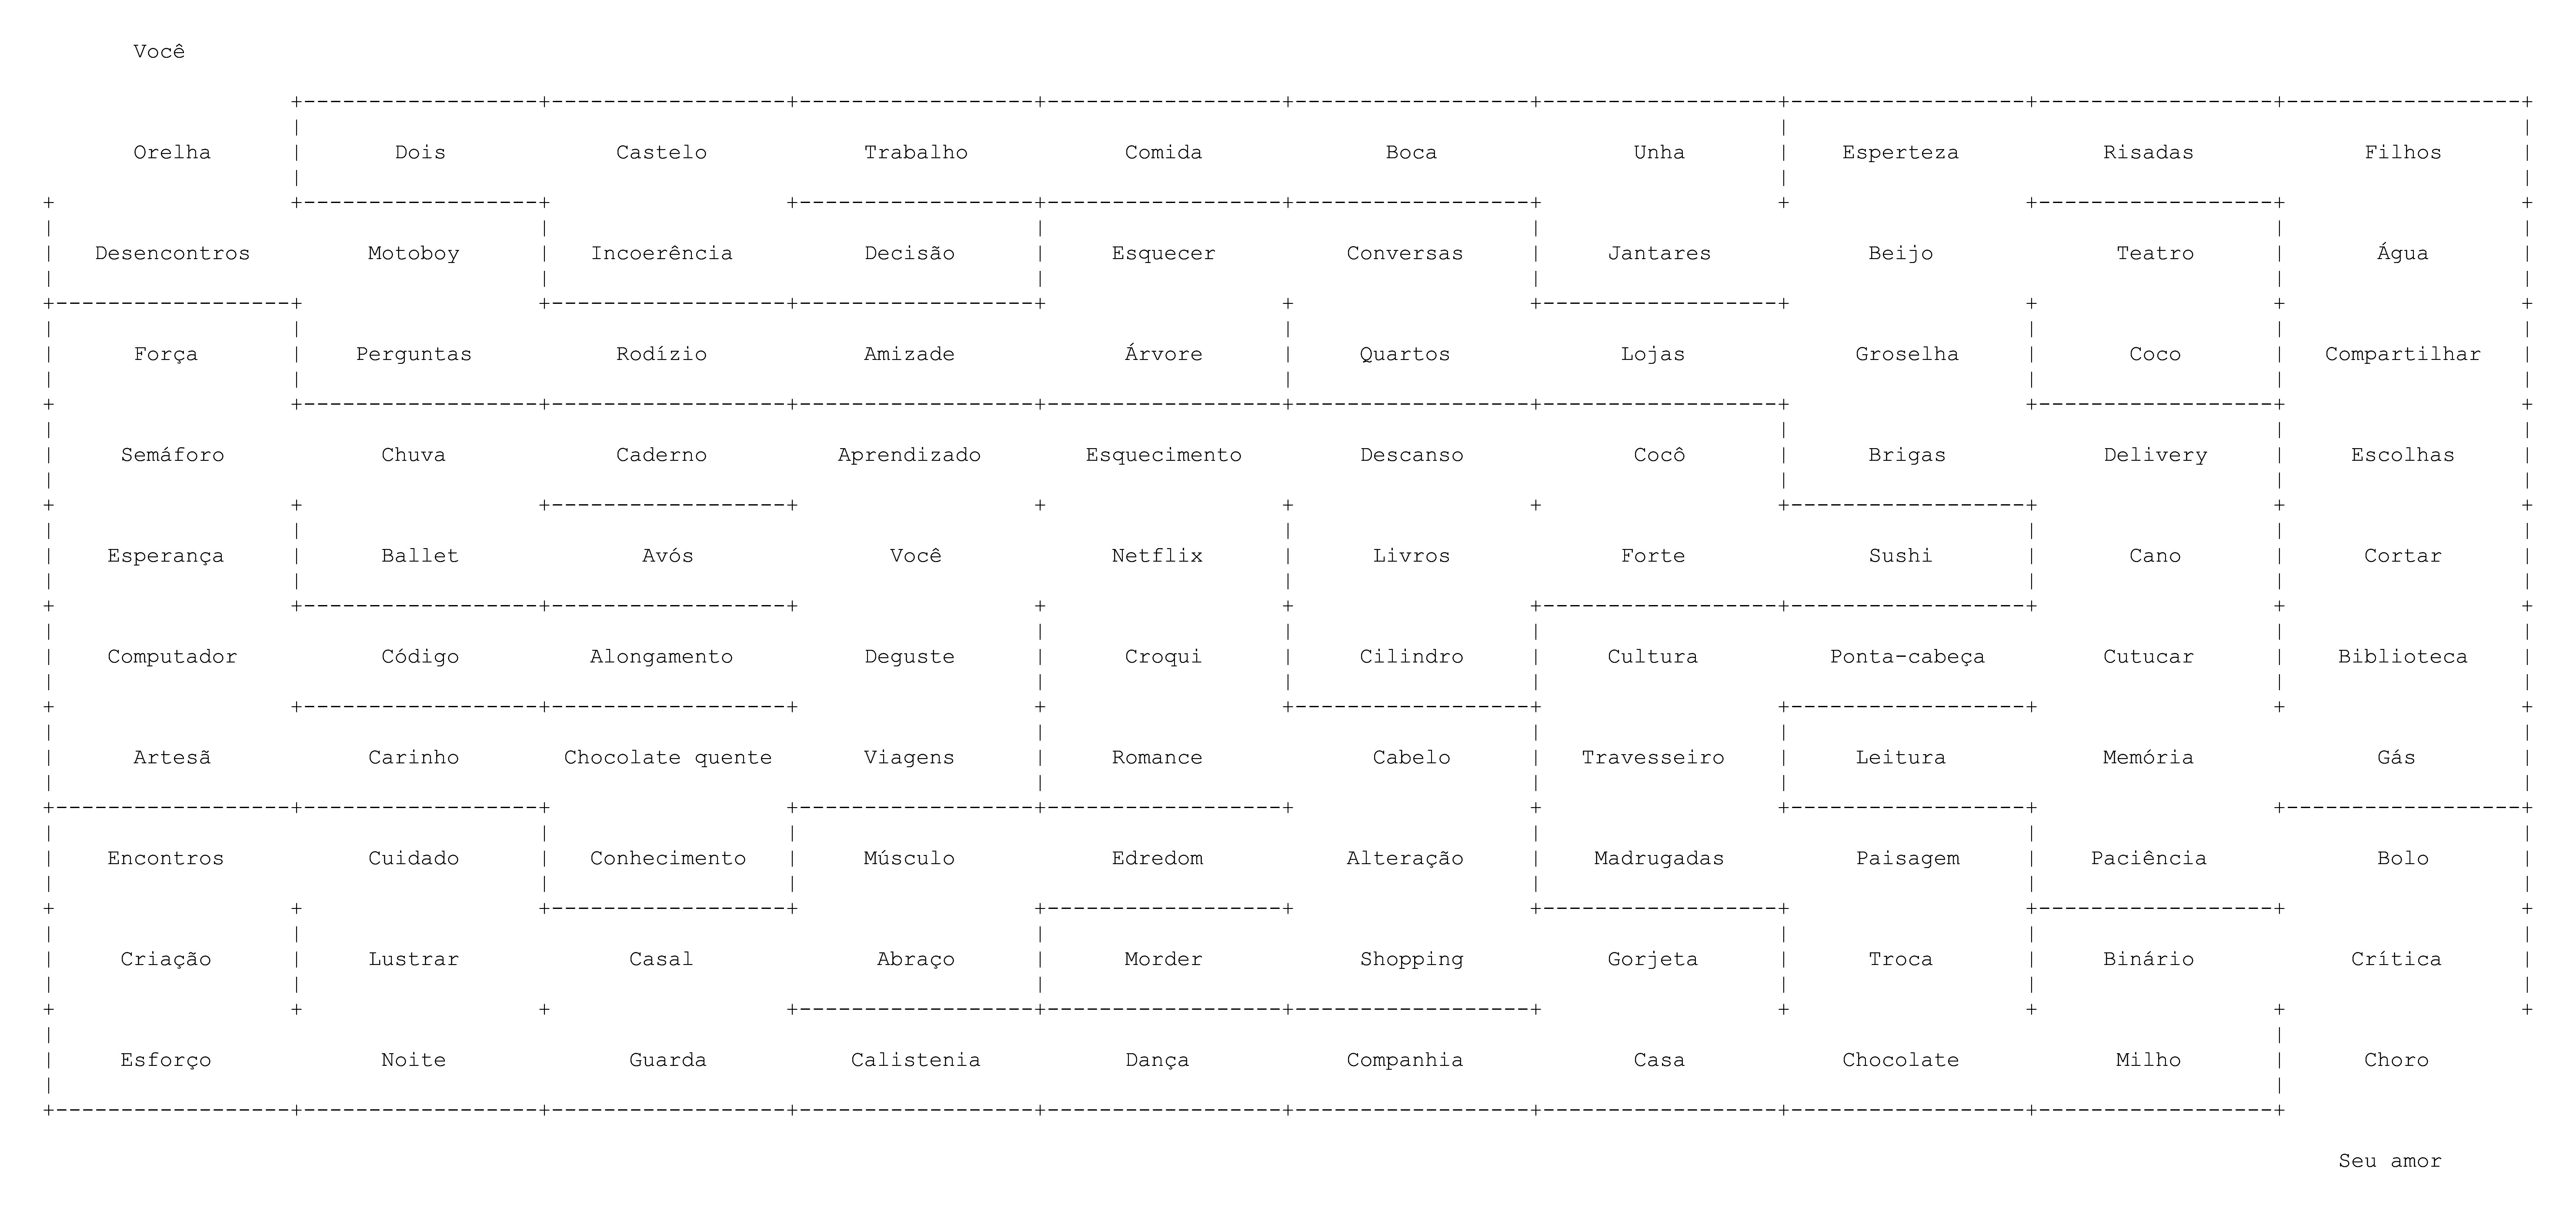 Você
Orelha Dois Castelo Trabalho Comida Boca Unha Esperteza Risadas Filhos
Desencontros Motoboy Incoerência Decisão Esquecer Conversas Jantares Beijo Teatro Água
Força Perguntas Rodízio Amizade Árvore Quartos Lojas Groselha Coco Compartilhar
Semáforo Chuva Caderno Aprendizado Esquecimento Descanso Cocô Brigas Delivery Escolhas
Esperança Ballet Avós Você Netflix Livros Forte Sushi Cano Cortar
Computador Código Alongamento Deguste Croqui Cilindro Cultura Ponta-cabeça Cutucar Biblioteca
Artesã Carinho Chocolate quente Viagens Romance Cabelo Travesseiro Leitura Memória Gás
Encontros Cuidado Conhecimento Músculo Edredom Alteração Madrugadas Paisagem Paciência Bolo
Criação Lustrar Casal Abraço Morder Shopping Gorjeta Troca Binário Crítica
Esforço Noite Guarda Calistenia Dança Companhia Casa Chocolate Milho Choro
Seu amor